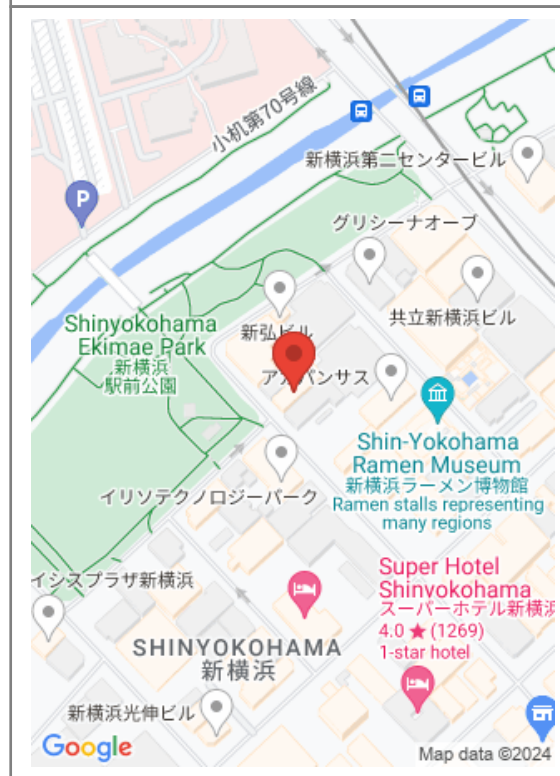 小机第70号線
P
新横浜第二センタービル
グリシーナオーブ
Shinyokohama
Ekimae Park
新横浜
駅前公園
新弘ビル
共立新横浜ビル
Shin-Yokohama
Ramen Museum
新横浜ラーメン博物館
Ramen stalls representing
many regions
イリソテクノロジーパーク
イシスプラザ新横浜
Super Hotel
Shinyokohama
スーパーホテル新横浜
4.0 ★ (1269)
1-star hotel
SHINYOKOHAMA
新横浜
新横浜光伸ビル
Google
Map data ©2024